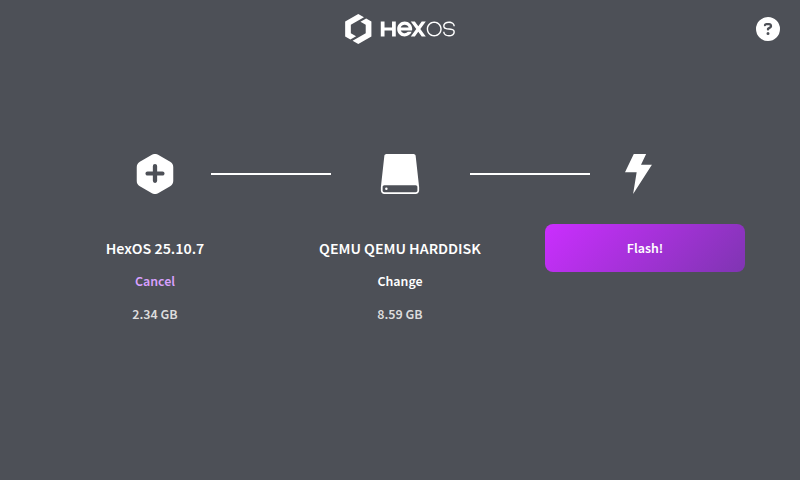 HexOS
?
HexOS 25.10.7
Cancel
2.34 GB
QEMU QEMU HARDDISK
Change
8.59 GB
Flash!